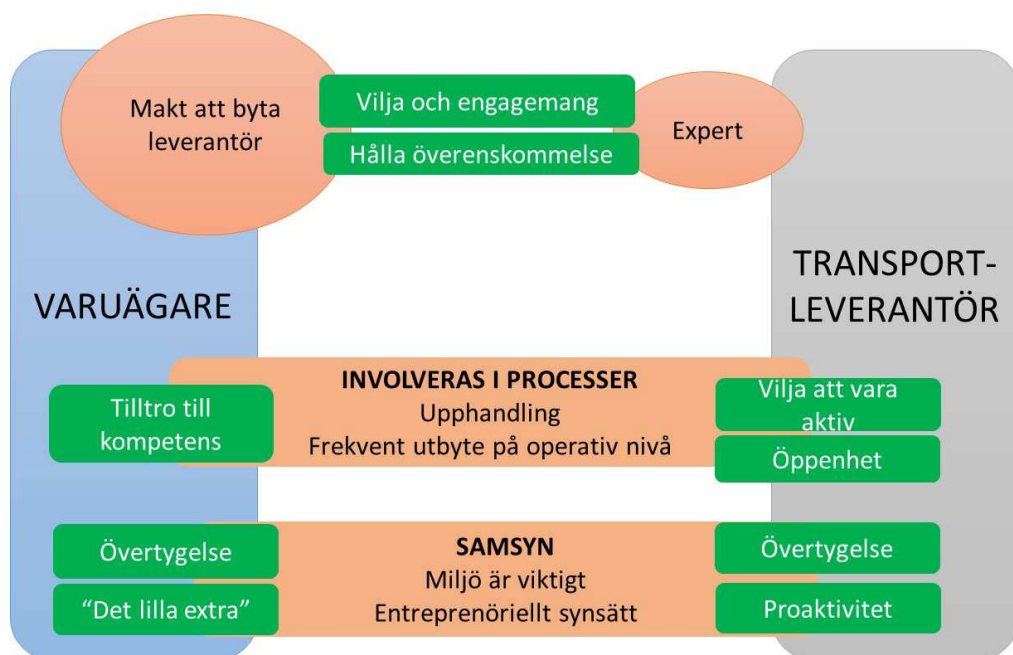 Makt att byta
leverantör
Vilja och engagemang
Hålla överenskommelse
Expert
VARUÄGARE
TRANSPORT-
LEVERANTÖR
INVOLVERAS I PROCESSER
Upphandling
Frekvent utbyte på operativ nivå
Tilltro till
kompetens
Vilja att vara
aktiv
Öppenhet
SAMSYN
Miljö är viktigt
Entreprenöriellt synsätt
Övertygelse
“Det lilla extra”
Övertygelse
Proaktivitet